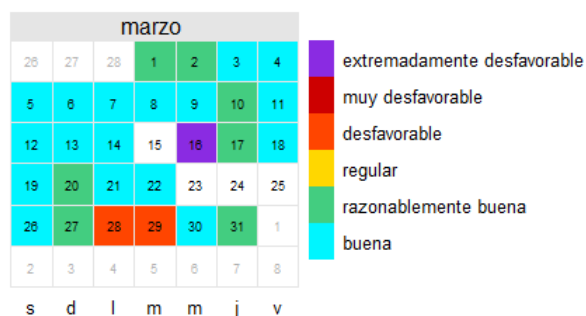 marzo
26 27 28 1 2 3 4
5 6 7 8 9 10 11
12 13 14 15 16 17 18
19 20 21 22 23 24 25
26 27 28 29 30 31 1
2 3 4 5 6 7 8
s d l m m j v
extremadamente desfavorable
muy desfavorable
desfavorable
regular
razonablemente buena
buena